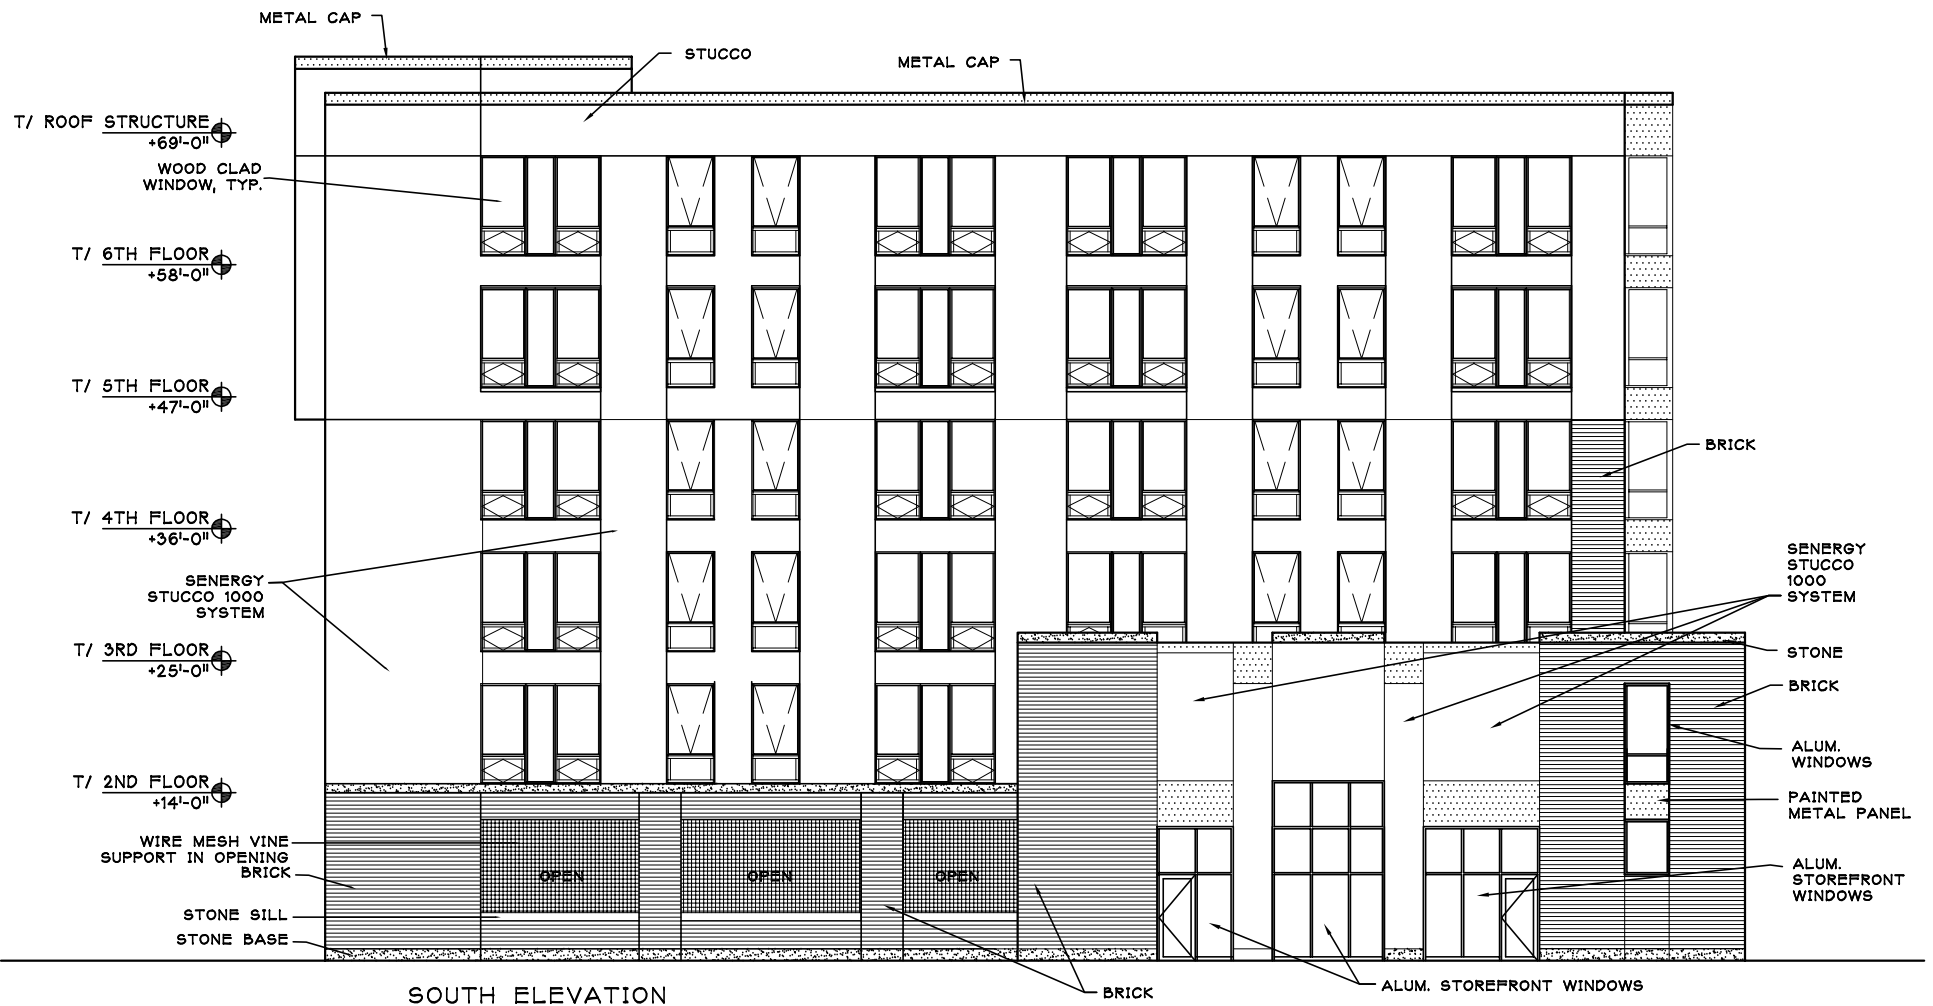 METAL CAP
STUCCO
METAL CAP
T/ ROOF STRUCTURE
+69'-0"
WOOD CLAD
WINDOW, TYP.
T/ 6TH FLOOR
+58'-0"
T/ 5TH FLOOR
+47'-0"
BRICK
T/ 4TH FLOOR
+36'-0"
SENERGY
STUCCO 1000
SYSTEM
SENERGY
STUCCO
1000
SYSTEM
T/ 3RD FLOOR
+25'-0"
STONE
BRICK
ALUM.
WINDOWS
T/ 2ND FLOOR
+14'-0"
PAINTED
METAL PANEL
WIRE MESH VINE
SUPPORT IN OPENING
BRICK
OPEN
OPEN
OPEN
ALUM.
STOREFRONT
WINDOWS
STONE SILL
STONE BASE
BRICK
ALUM. STOREFRONT WINDOWS
SOUTH ELEVATION